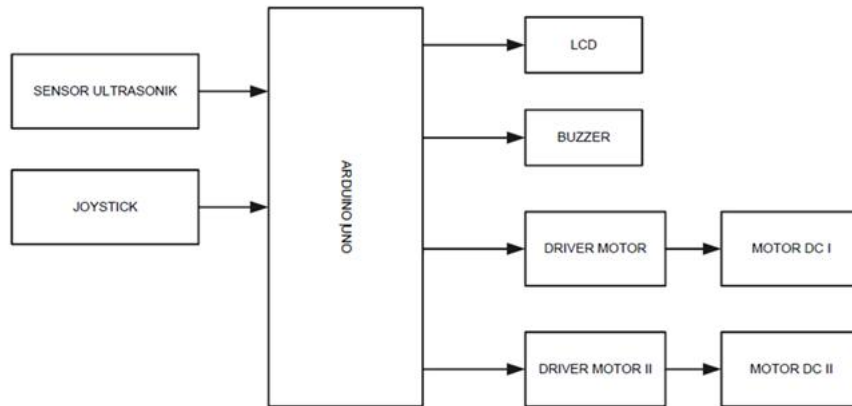 SENSOR ULTRASONIK
JOYSTICK
ARDUINO UNO
LCD
BUZZER
DRIVER MOTOR
MOTOR DC I
DRIVER MOTOR II
MOTOR DC II